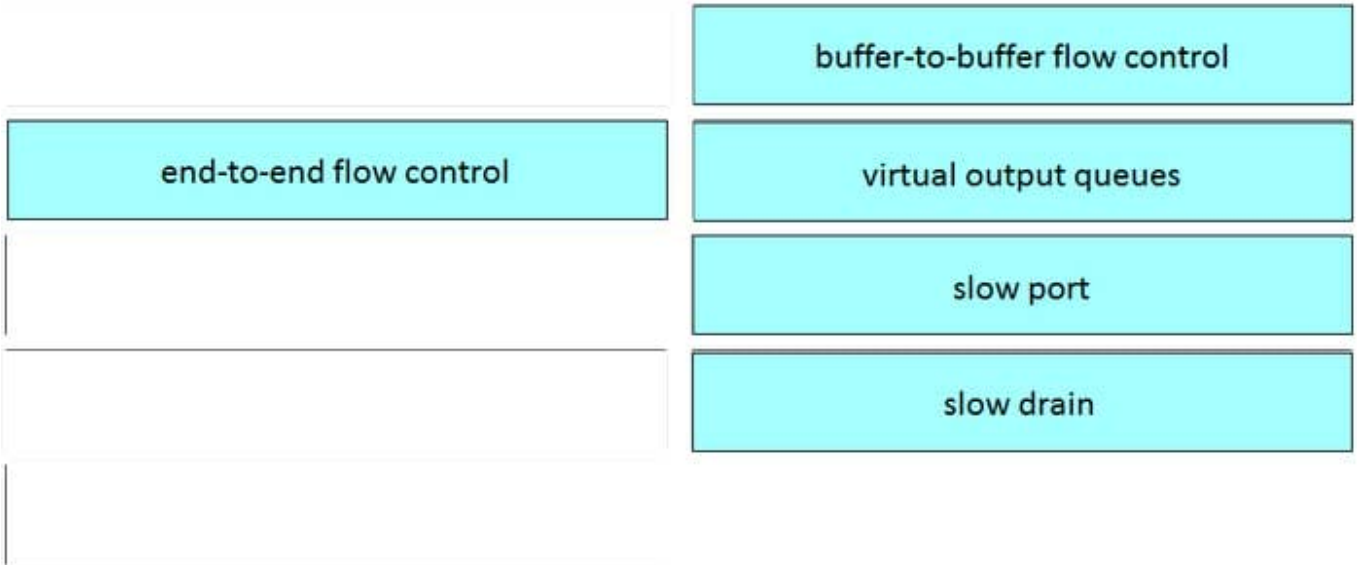 buffer-to-buffer flow control
end-to-end flow control
virtual output queues
slow port
slow drain